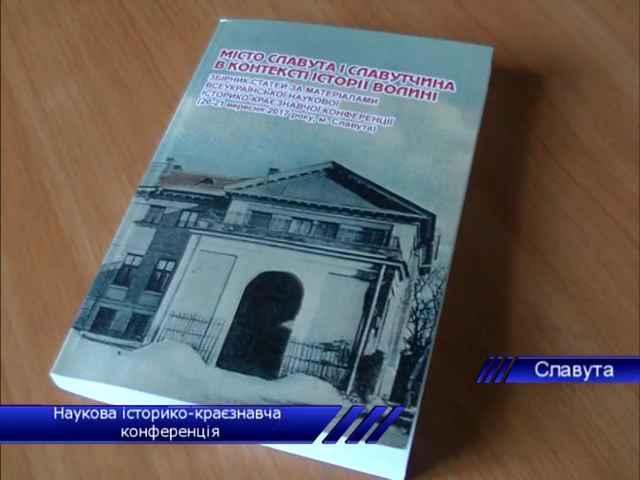 МІСТО СЛАВУТА І СЛАВУТЧИНА
В КОНТЕКСТІ ІСТОРІЇ ВОЛИНІ
ЗБІРНИК СТАТЕЙ ЗА МАТЕРІАЛАМИ
ВСЕУКРАЇНСЬКОЇ НАУКОВОЇ
ІСТОРИКО-КРАЄЗНАВЧОЇ КОНФЕРЕНЦІЇ
(20-21 вересня 2017 року, м. Славута)
Славута
Наукова історико-краєзнавча
конференція